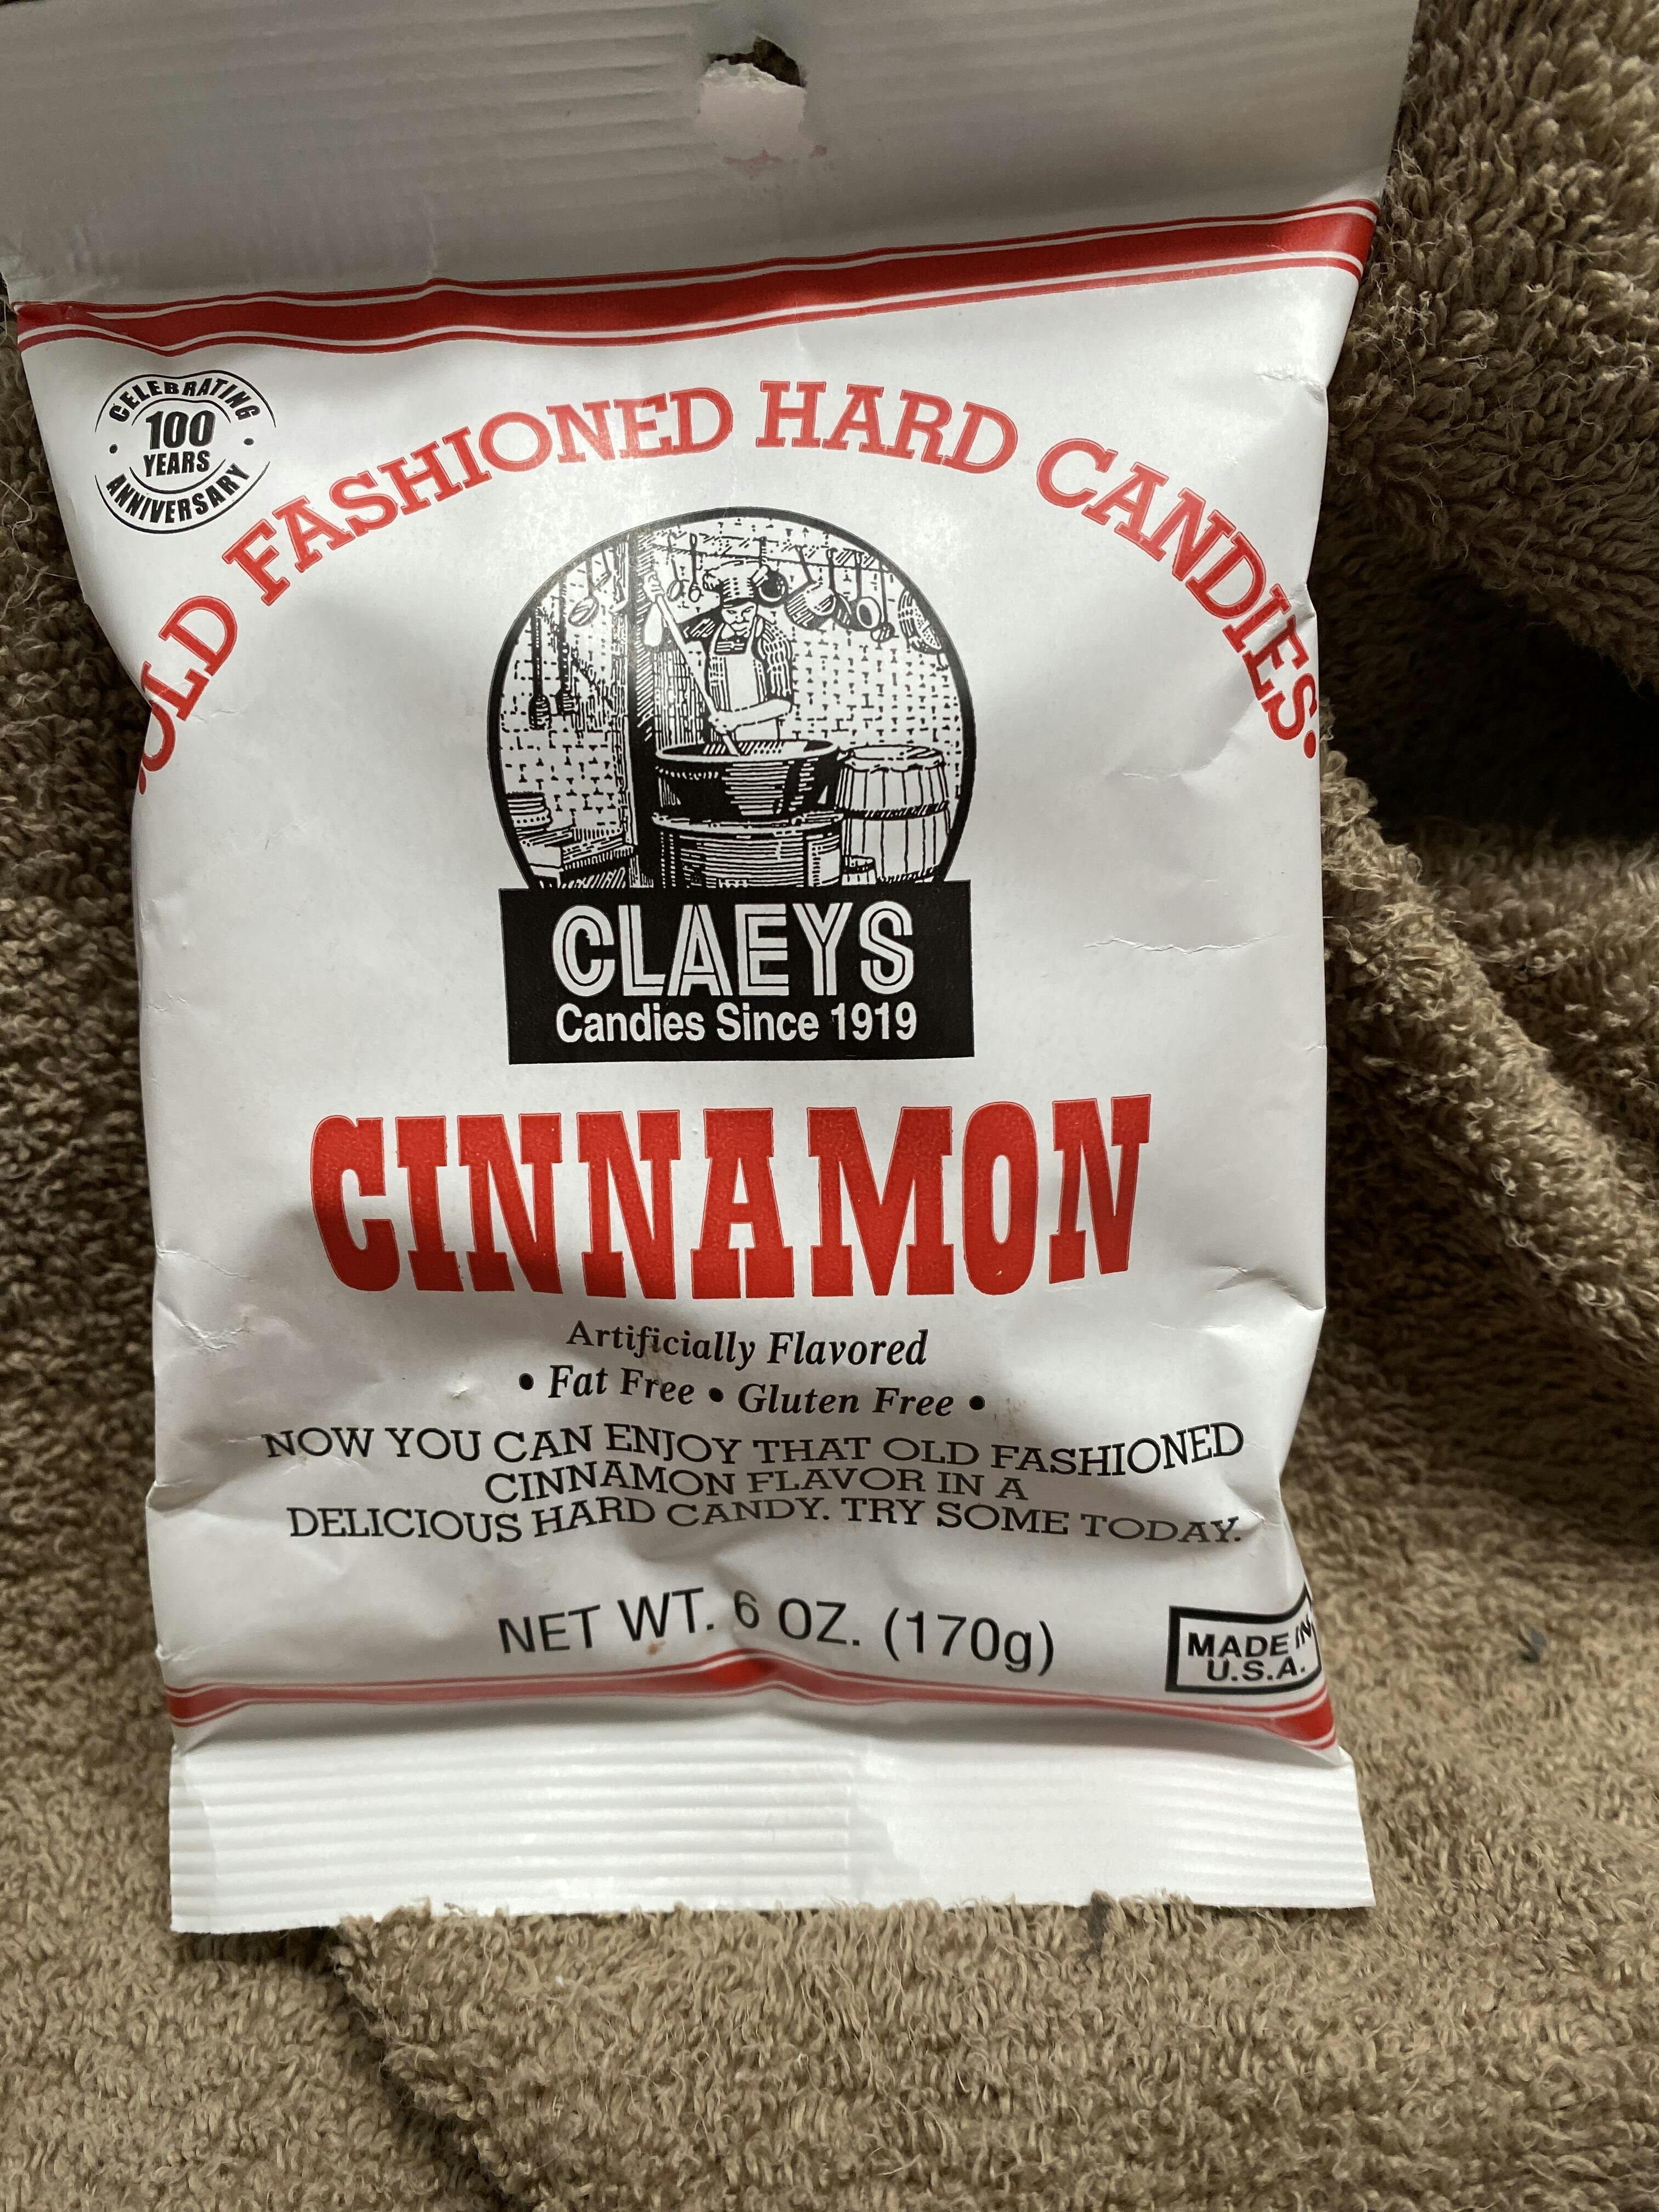 CELEBRATING
100
YEARS
ANNIVERSARY
•OLD FASHIONED HARD CANDIES•
CLAEYS
Candies Since 1919
CINNAMON
Artificially Flavored
• Fat Free • Gluten Free •
NOW YOU CAN ENJOY THAT OLD FASHIONED
CINNAMON FLAVOR IN A
DELICIOUS HARD CANDY. TRY SOME TODAY.
NET WT. 6 OZ. (170g)
MADE IN
U.S.A.